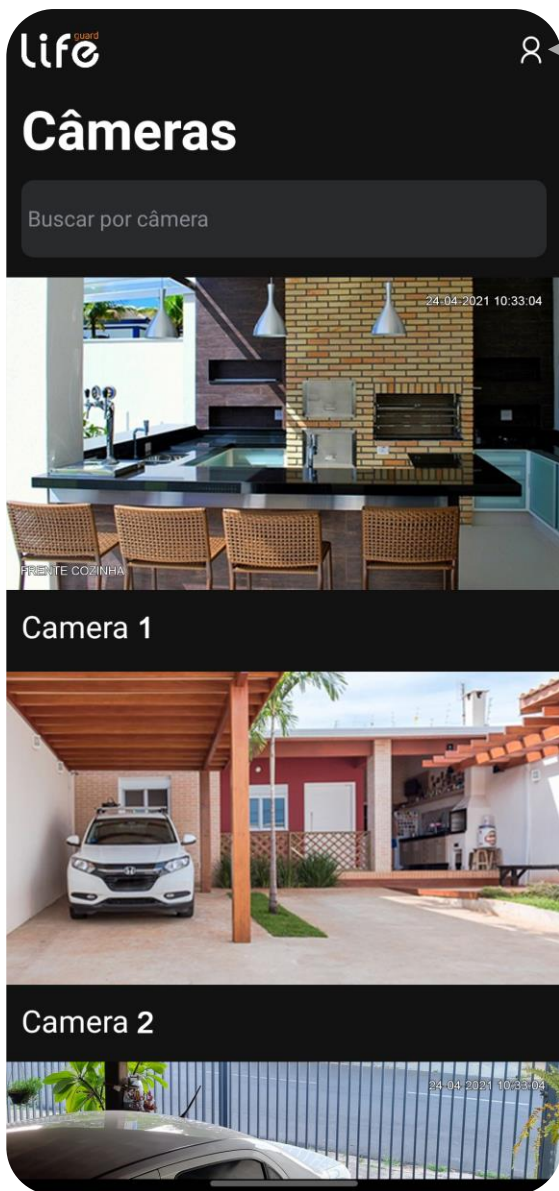 Life guard
Câmeras
Buscar por câmera
24-04-2021 10:33:04
FRENTE COZINHA
Camera 1
Camera 2
24-04-2021 10:33:04